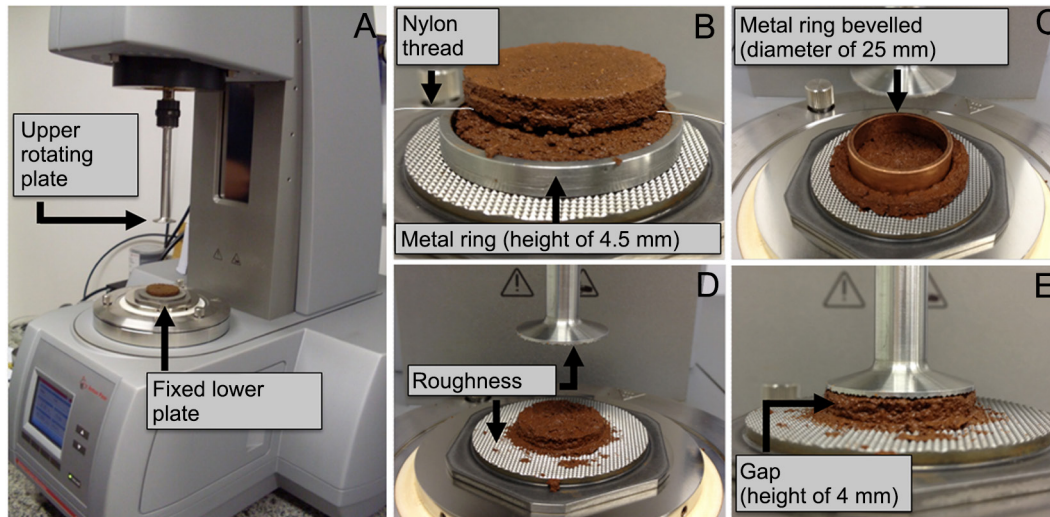 A
Upper
rotating
plate
Fixed lower
plate
B
Nylon
thread
Metal ring (height of 4.5 mm)
C
Metal ring bevelled
(diameter of 25 mm)
D
Roughness
E
Gap
(height of 4 mm)